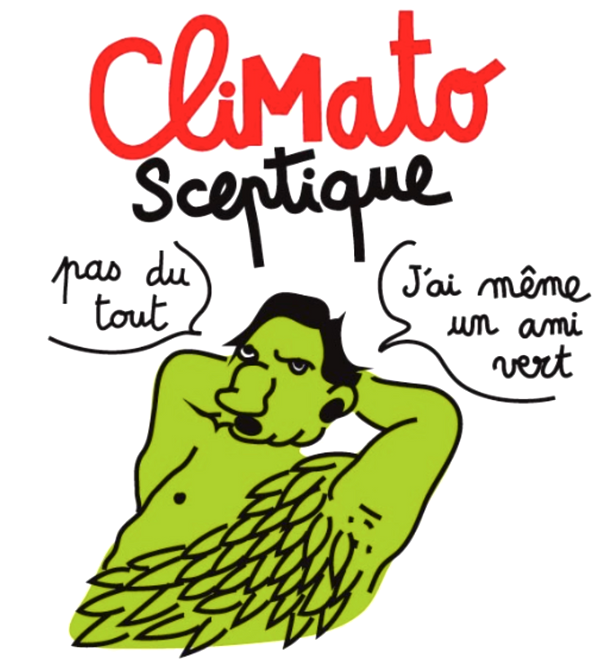 CliMato
Sceptique
pas du
tout
J'ai même
un ami
vert